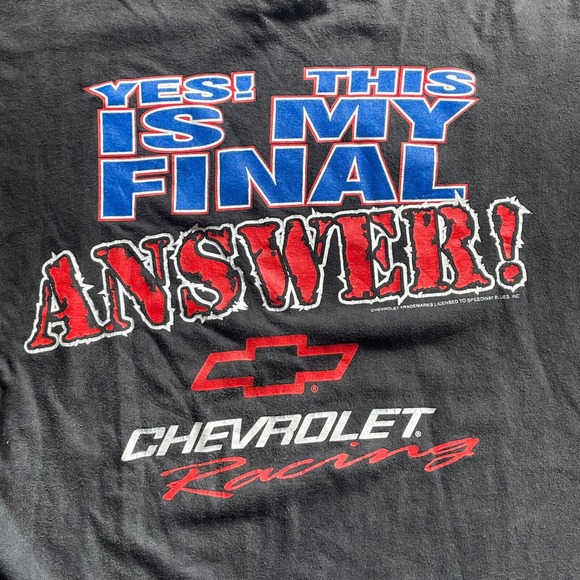 YES! THIS
IS MY
FINAL
ANSWER!
CHEVROLET TRADEMARKS LICENSED TO SPEEDWAY BLUES, INC
®
CHEVROLET®
Racing